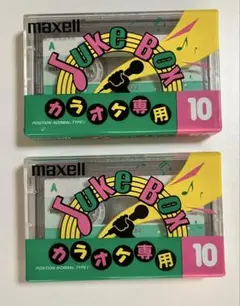 maxell
A
Juke Box
カラオケ専用
10
POSITION NORMAL TYPE I
maxell
A
Juke Box
カラオケ専用
10
POSITION NORMAL TYPE I